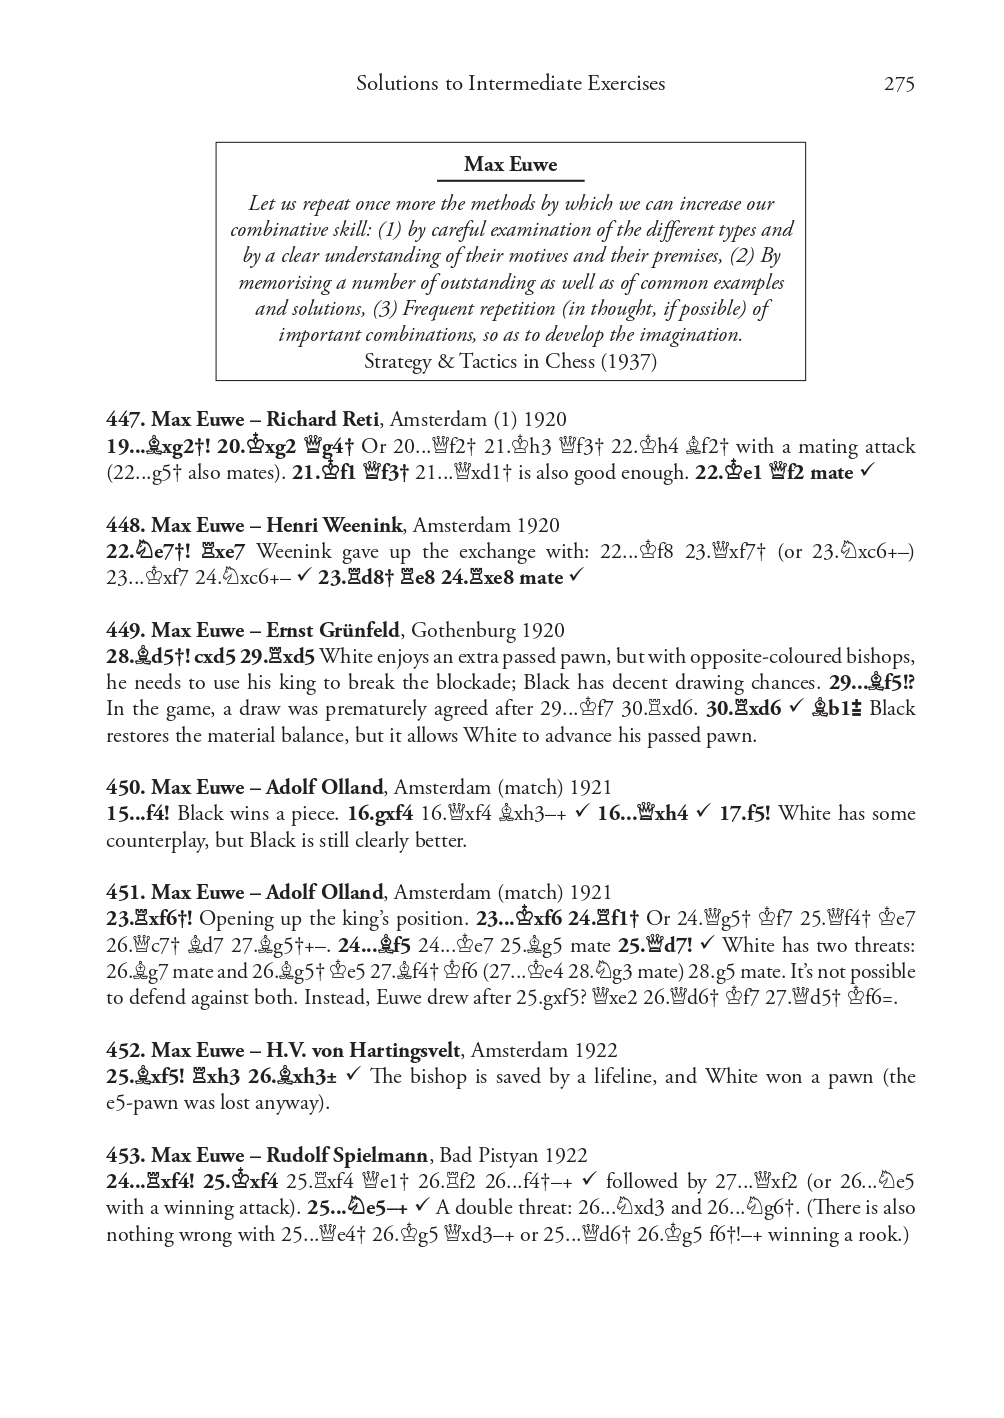 Solutions to Intermediate Exercises 275
Max Euwe
Let us repeat once more the methods by which we can increase our
combinative skill: (1) by careful examination of the different types and
by a clear understanding of their motives and their premises, (2) By
memorising a number of outstanding as well as of common examples
and solutions, (3) Frequent repetition (in thought, if possible) of
important combinations, so as to develop the imagination.
Strategy & Tactics in Chess (1937)
447. Max Euwe – Richard Reti, Amsterdam (1) 1920
19...♗xg2†! 20.♔xg2 ♕g4† Or 20...♕f2† 21.♔h3 ♕f3† 22.♔h4 ♗f2† with a mating attack
(22...g5† also mates). 21.♔f1 ♕f3† 21...♕xd1† is also good enough. 22.♔e1 ♕f2 mate ✓
448. Max Euwe – Henri Weenink, Amsterdam 1920
22.♘e7†! ♖xe7 Weenink gave up the exchange with: 22...♔f8 23.♕xf7† (or 23.♘xc6+–)
23...♔xf7 24.♘xc6+– ✓ 23.♖d8† ♖e8 24.♖xe8 mate ✓
449. Max Euwe – Ernst Grünfeld, Gothenburg 1920
28.♗d5†! cxd5 29.♖xd5 White enjoys an extra passed pawn, but with opposite-coloured bishops,
he needs to use his king to break the blockade; Black has decent drawing chances. 29...♗f5!?
In the game, a draw was prematurely agreed after 29...♔f7 30.♖xd6. 30.♖xd6 ✓ ♗b1⩲ Black
restores the material balance, but it allows White to advance his passed pawn.
450. Max Euwe – Adolf Olland, Amsterdam (match) 1921
15...f4! Black wins a piece. 16.gxf4 16.♕xf4 ♗xh3–+ ✓ 16...♕xh4 ✓ 17.f5! White has some
counterplay, but Black is still clearly better.
451. Max Euwe – Adolf Olland, Amsterdam (match) 1921
23.♖xf6†! Opening up the king's position. 23...♔xf6 24.♖f1† Or 24.♕g5† ♔f7 25.♕f4† ♔e7
26.♕c7† ♗d7 27.♗g5†+–. 24...♗f5 24...♔e7 25.♗g5 mate 25.♕d7! ✓ White has two threats:
26.♗g7 mate and 26.♗g5† ♔e5 27.♗f4† ♔f6 (27...♔e4 28.♘g3 mate) 28.g5 mate. It's not possible
to defend against both. Instead, Euwe drew after 25.gxf5? ♕xe2 26.♕d6† ♔f7 27.♕d5† ♔f6=.
452. Max Euwe – H.V. von Hartingsvelt, Amsterdam 1922
25.♗xf5! ♖xh3 26.♗xh3± ✓ The bishop is saved by a lifeline, and White won a pawn (the
e5-pawn was lost anyway).
453. Max Euwe – Rudolf Spielmann, Bad Pistyan 1922
24...♖xf4! 25.♔xf4 25.♖xf4 ♕e1† 26.♖f2 26...f4†–+ ✓ followed by 27...♕xf2 (or 26...♘e5
with a winning attack). 25...♘e5–+ ✓ A double threat: 26...♘xd3 and 26...♘g6†. (There is also
nothing wrong with 25...♕e4† 26.♔g5 ♕xd3–+ or 25...♕d6† 26.♔g5 f6†!–+ winning a rook.)